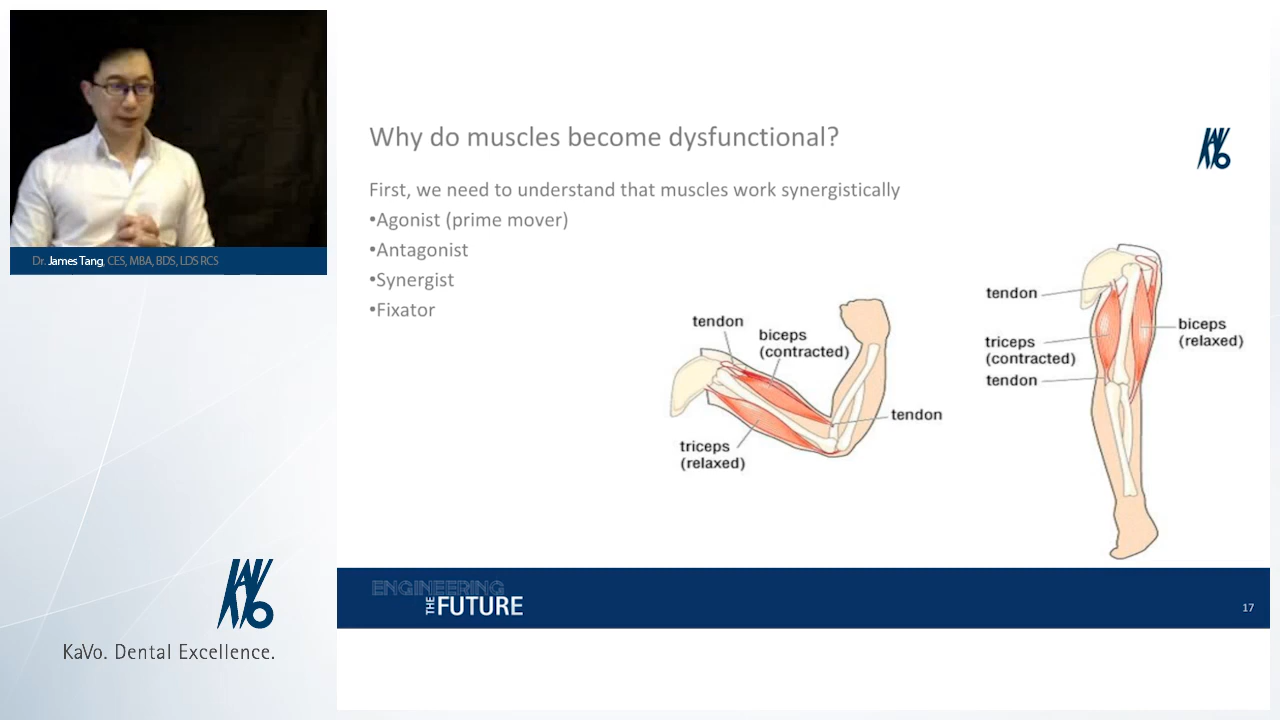 Dr. James Tang, CES, MBA, BDS, LDS RCS
KaVo. Dental Excellence.
Why do muscles become dysfunctional?
First, we need to understand that muscles work synergistically
•Agonist (prime mover)
•Antagonist
•Synergist
•Fixator
tendon
biceps
(contracted)
tendon
triceps
(relaxed)
tendon
triceps
(contracted)
tendon
biceps
(relaxed)
ENGINEERING
THE FUTURE
17
KAVO
KAVO